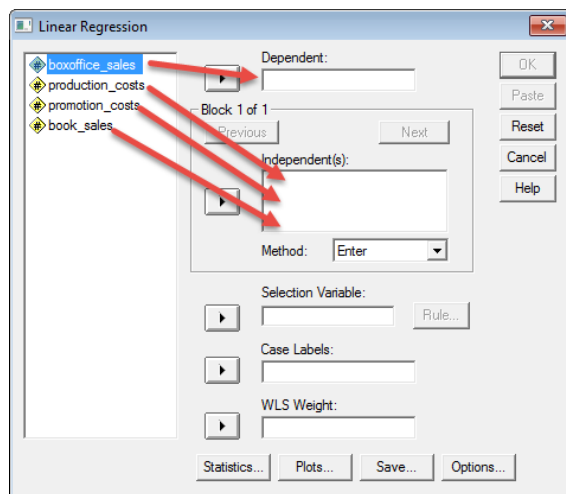 Linear Regression
boxoffice_sales
production_costs
promotion_costs
book_sales
Dependent:
Block 1 of 1
Previous
Next
Independent(s):
Method:
Enter
Selection Variable:
Rule...
Case Labels:
WLS Weight:
Statistics...
Plots...
Save...
Options...
OK
Paste
Reset
Cancel
Help